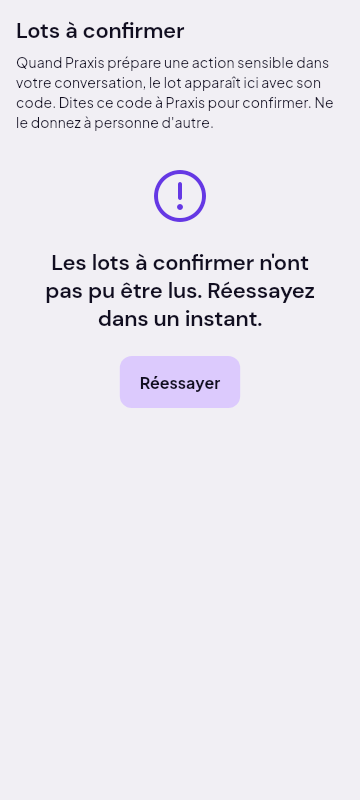 Lots à confirmer
Quand Praxis prépare une action sensible dans
votre conversation, le lot apparaît ici avec son
code. Dites ce code à Praxis pour confirmer. Ne
le donnez à personne d'autre.
Les lots à confirmer n'ont
pas pu être lus. Réessayez
dans un instant.
Réessayer